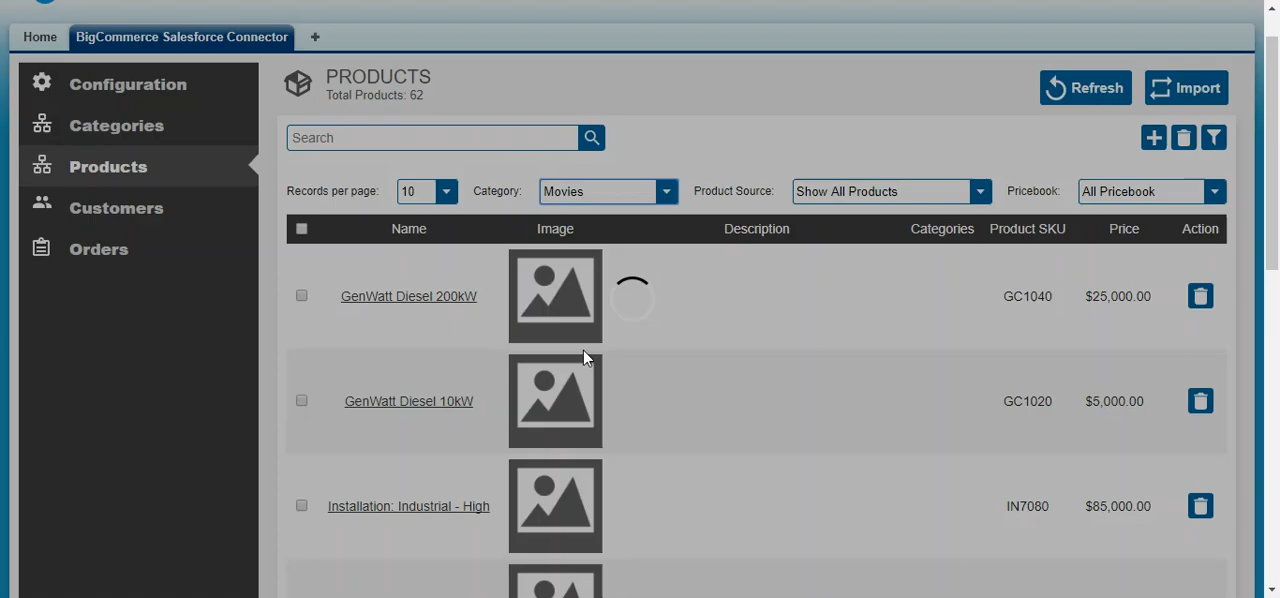 Home
BigCommerce Salesforce Connector
Configuration
Categories
Products
Customers
Orders
PRODUCTS
Total Products: 62
Refresh
Import
Search
Records per page: 10
Category: Movies
Product Source: Show All Products
Pricebook: All Pricebook
Name Image Description Categories Product SKU Price Action
GenWatt Diesel 200kW GC1040 $25,000.00
GenWatt Diesel 10kW GC1020 $5,000.00
Installation: Industrial - High IN7080 $85,000.00